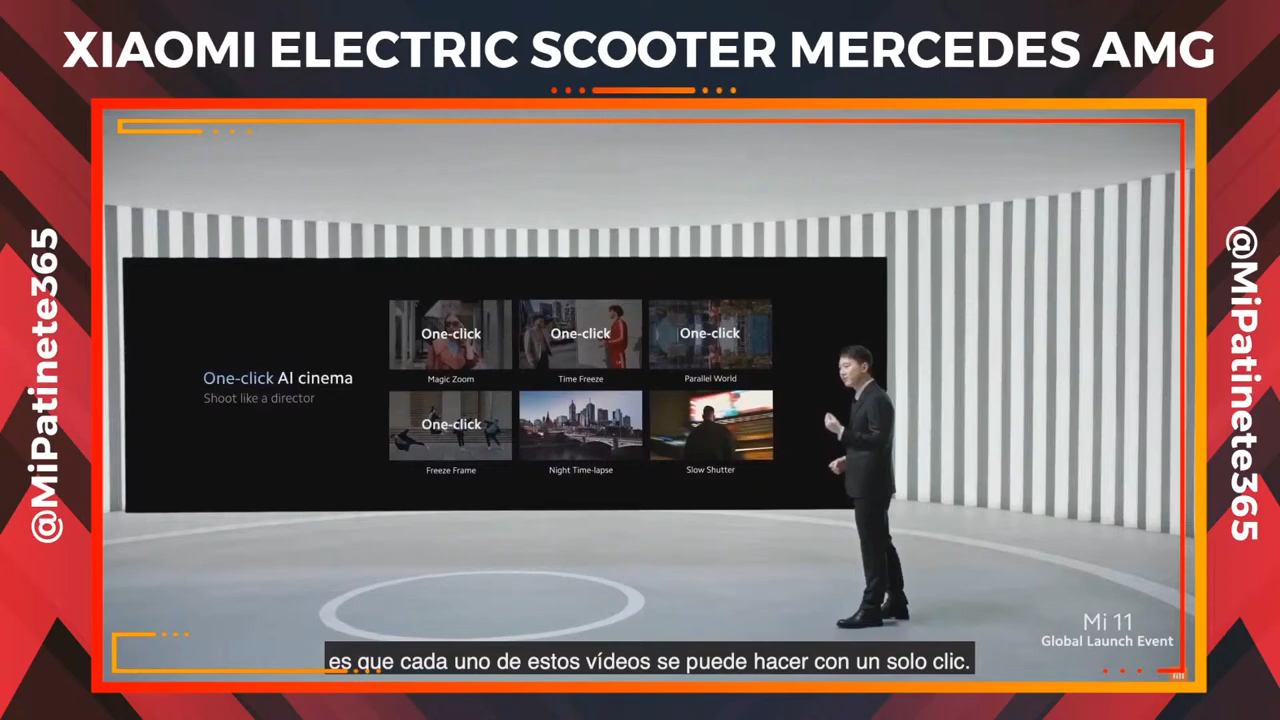 XIAOMI ELECTRIC SCOOTER MERCEDES AMG
@MiPatinete365
One-click AI cinema
Shoot like a director
One-click
One-click
One-click
Magic Zoom
Time Freeze
Parallel World
One-click
Freeze Frame
Night Time-lapse
Slow Shutter
@MiPatinete365
Mi 11
Global Launch Event
es que cada uno de estos vídeos se puede hacer con un solo clic.